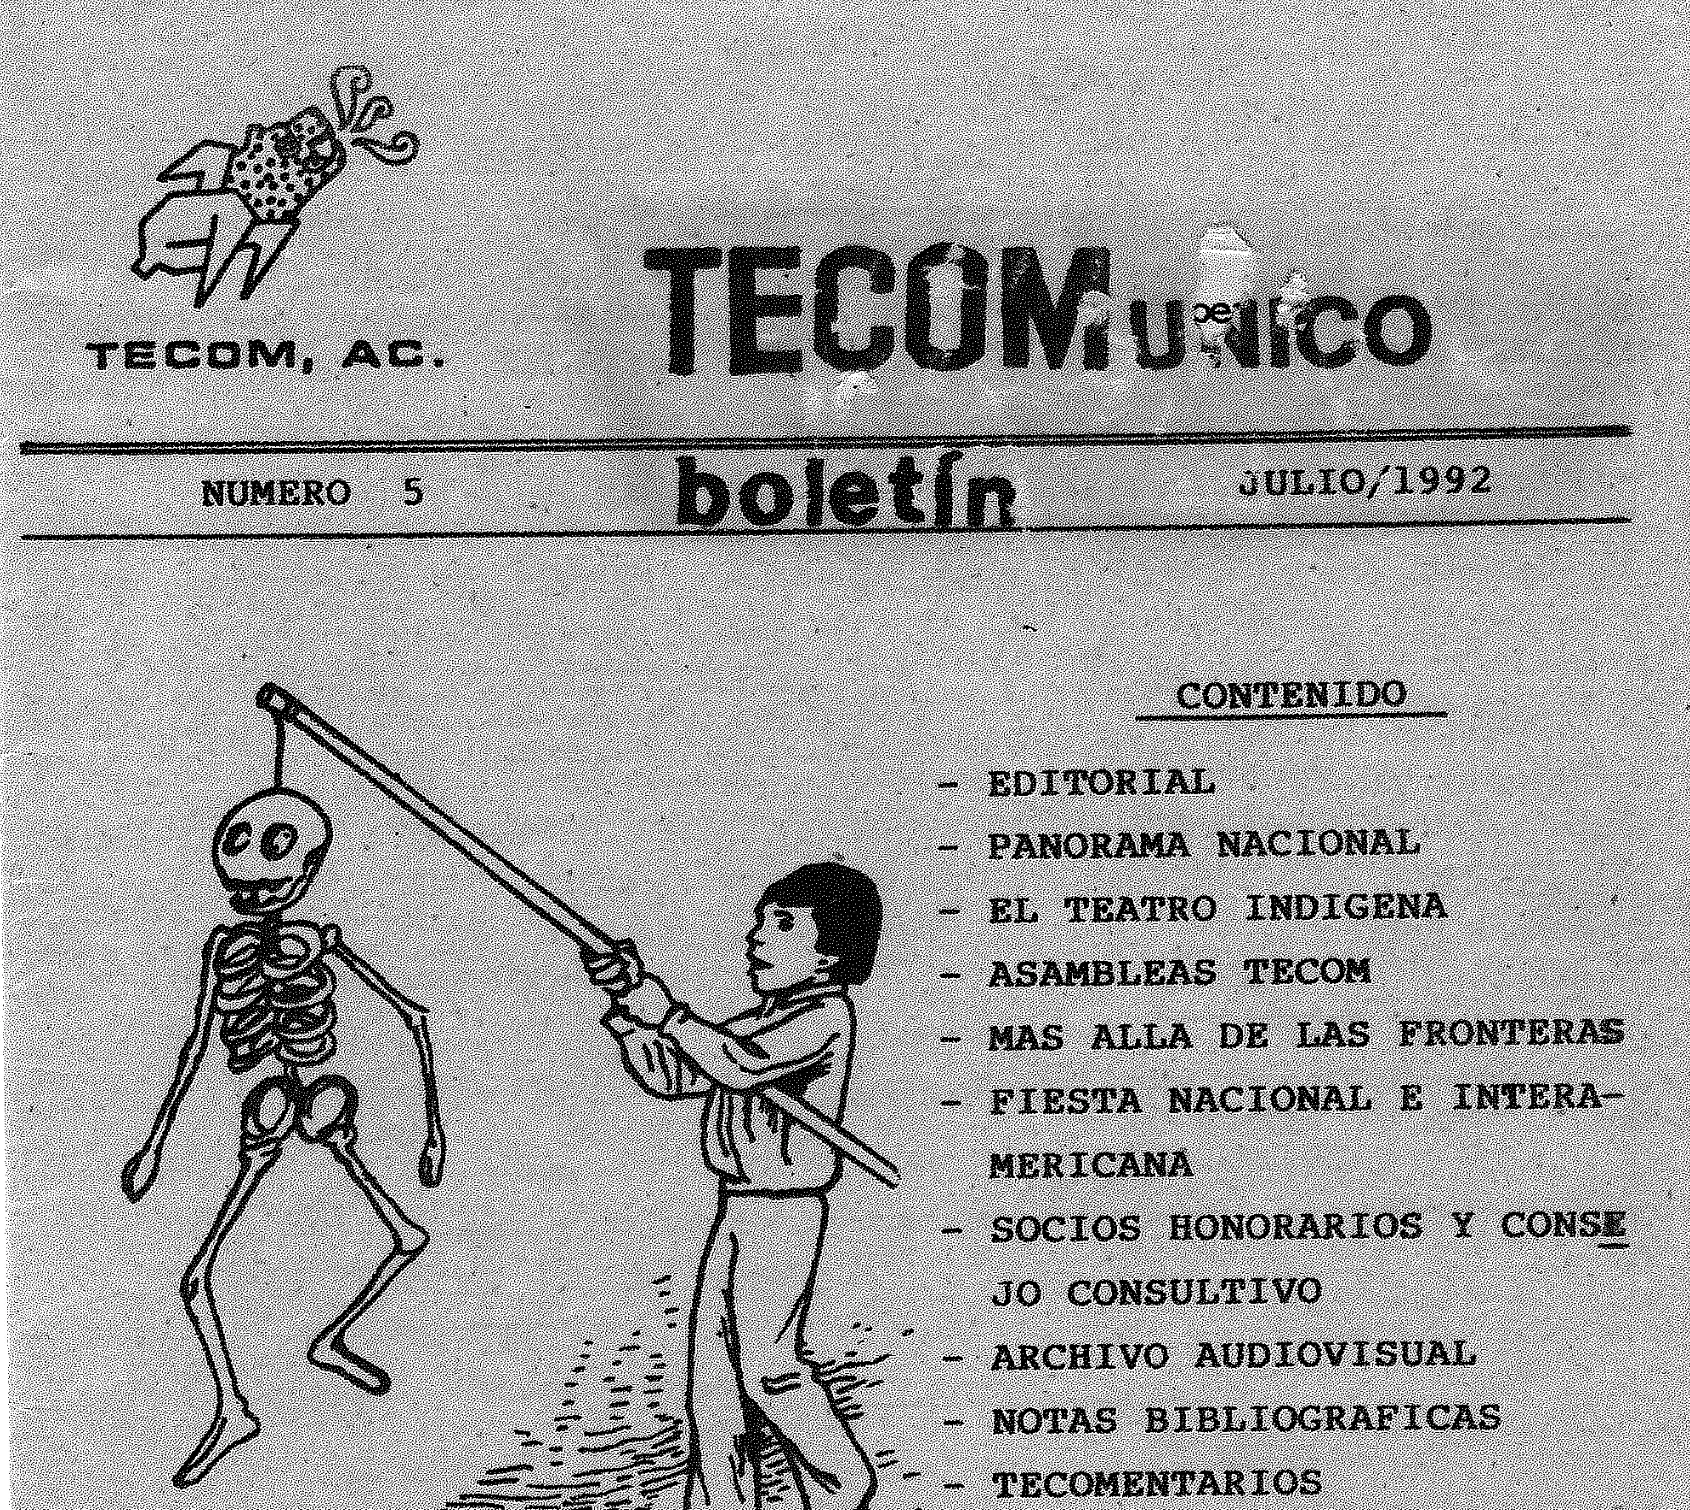 TECOM, AC.
TECOMUNICO
NUMERO 5
boletín
JULIO/1992
CONTENIDO
- EDITORIAL
- PANORAMA NACIONAL
- EL TEATRO INDIGENA
- ASAMBLEAS TECOM
- MAS ALLA DE LAS FRONTERAS
- FIESTA NACIONAL E INTERA-
MERICANA
- SOCIOS HONORARIOS Y CONSE
JO CONSULTIVO
- ARCHIVO AUDIOVISUAL
- NOTAS BIBLIOGRAFICAS
- TECOMENTARIOS